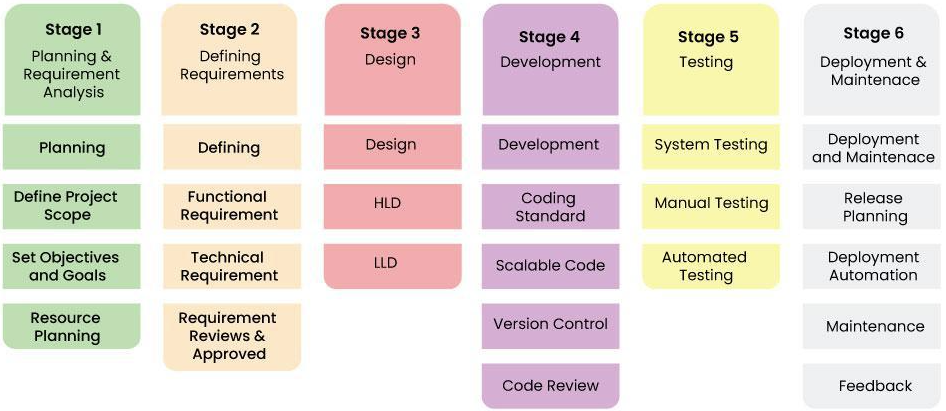 Stage 1
Planning &
Requirement
Analysis
Planning
Define Project
Scope
Set Objectives
and Goals
Resource
Planning
Stage 2
Defining
Requirements
Defining
Functional
Requirement
Technical
Requirement
Requirement
Reviews &
Approved
Stage 3
Design
Design
HLD
LLD
Stage 4
Development
Development
Coding
Standard
Scalable Code
Version Control
Code Review
Stage 5
Testing
System Testing
Manual Testing
Automated
Testing
Stage 6
Deployment &
Maintenace
Deployment
and Maintenace
Release
Planning
Deployment
Automation
Maintenance
Feedback